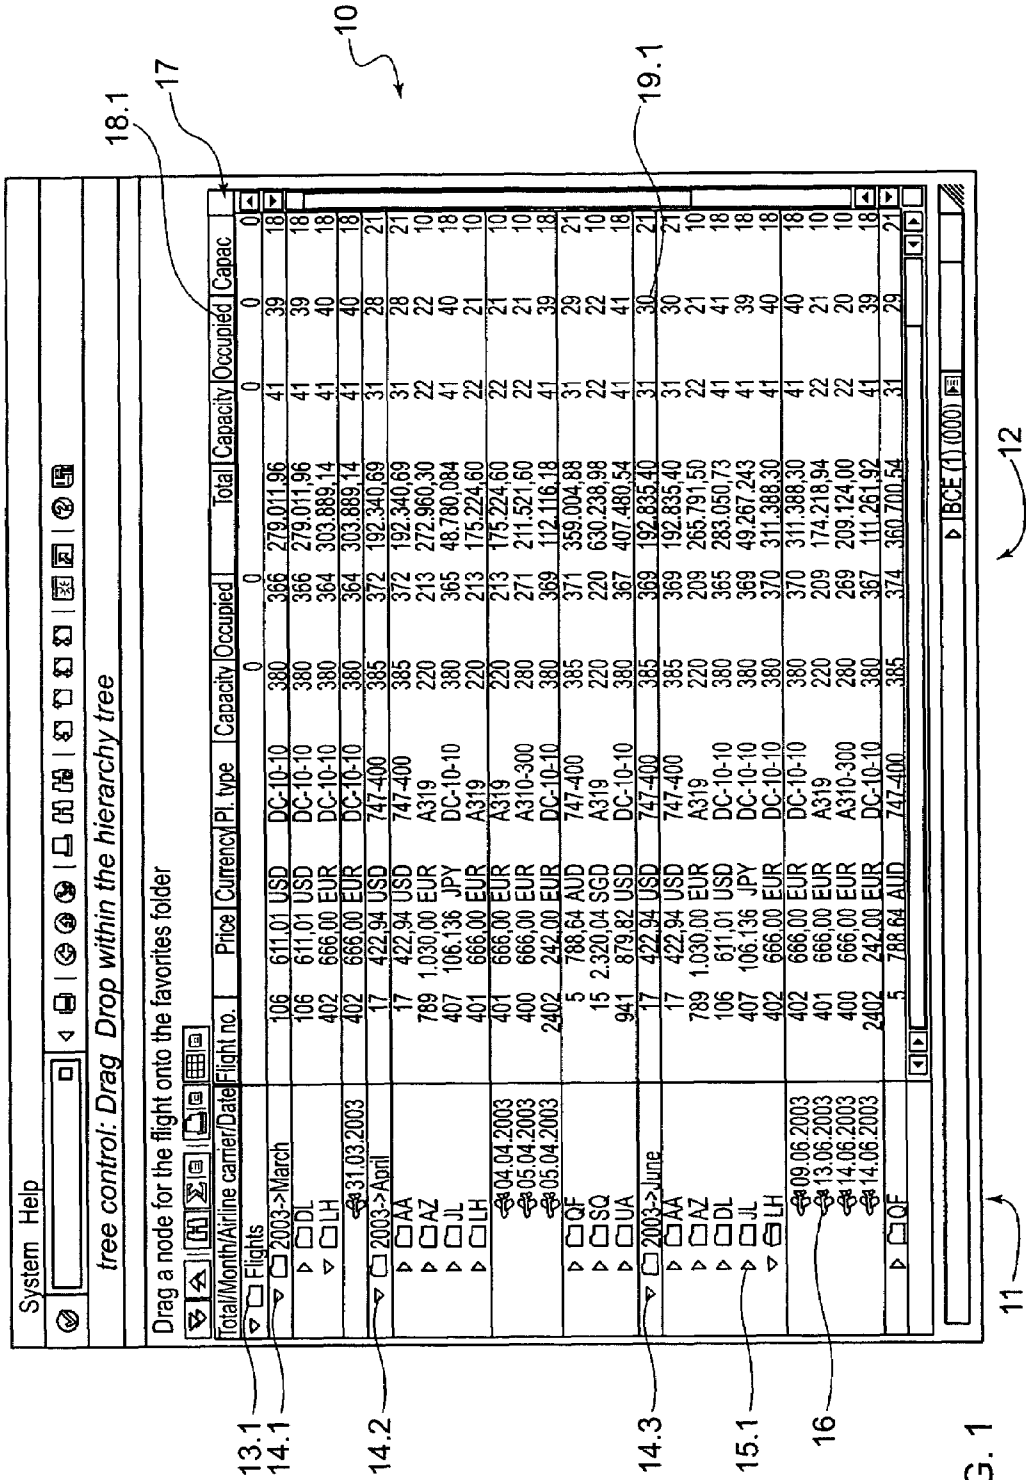 System Help
tree control: Drag Drop within the hierarchy tree
Drag a node for the flight onto the favorites folder
Total/Month/Airline carrier/Date Flight no. Price Currency Pl. type Capacity Occupied Total Capacity Occupied Capac
Flights 0 0 0 0 0
2003->March 106 611,01 USD DC-10-10 380 366 279.011,96 41 39 18
DL 106 611,01 USD DC-10-10 380 366 279.011,96 41 39 18
LH 402 666,00 EUR DC-10-10 380 364 303.889,14 41 40 18
31.03.2003 402 666,00 EUR DC-10-10 380 364 303.889,14 41 40 18
2003->April 17 422,94 USD 747-400 385 372 192.340,69 31 28 21
AA 17 422,94 USD 747-400 385 372 192.340,69 31 28 21
AZ 789 1.030,00 EUR A319 220 213 272.960,30 22 22 10
JL 407 106.136 JPY DC-10-10 380 365 48.780,084 41 40 18
LH 401 666,00 EUR A319 220 213 175.224,60 22 21 10
04.04.2003 401 666,00 EUR A319 220 213 175.224,60 22 21 10
05.04.2003 400 666,00 EUR A310-300 280 271 211.521,60 22 21 10
05.04.2003 2402 242,00 EUR DC-10-10 380 369 112.116,18 41 39 18
QF 5 788,64 AUD 747-400 385 371 359.004,88 31 29 21
SQ 15 2.320,04 SGD A319 220 220 630.238,98 22 22 10
UA 941 879,82 USD DC-10-10 380 367 407.480,54 41 41 18
2003->June 17 422,94 USD 747-400 385 369 192.835,40 31 30 21
AA 17 422,94 USD 747-400 385 369 192.835,40 31 30 21
AZ 789 1.030,00 EUR A319 220 209 265.791,50 22 21 10
DL 106 611,01 USD DC-10-10 380 365 283.050,73 41 41 18
JL 407 106.136 JPY DC-10-10 380 369 49.267,243 41 39 18
LH 402 666,00 EUR DC-10-10 380 370 311.388,30 41 40 18
09.06.2003 402 666,00 EUR DC-10-10 380 370 311.388,30 41 40 18
13.06.2003 401 666,00 EUR A319 220 209 174.218,94 22 21 10
14.06.2003 400 666,00 EUR A310-300 280 269 209.124,00 22 20 10
14.06.2003 2402 242,00 EUR DC-10-10 380 367 111.261,92 41 39 18
QF 5 788,64 AUD 747-400 385 374 360.700,54 31 29 21
BCE (1) (000)
13.1
14.1
14.2
14.3
15.1
16
11
12
18.1
17
10
19.1
G. 1